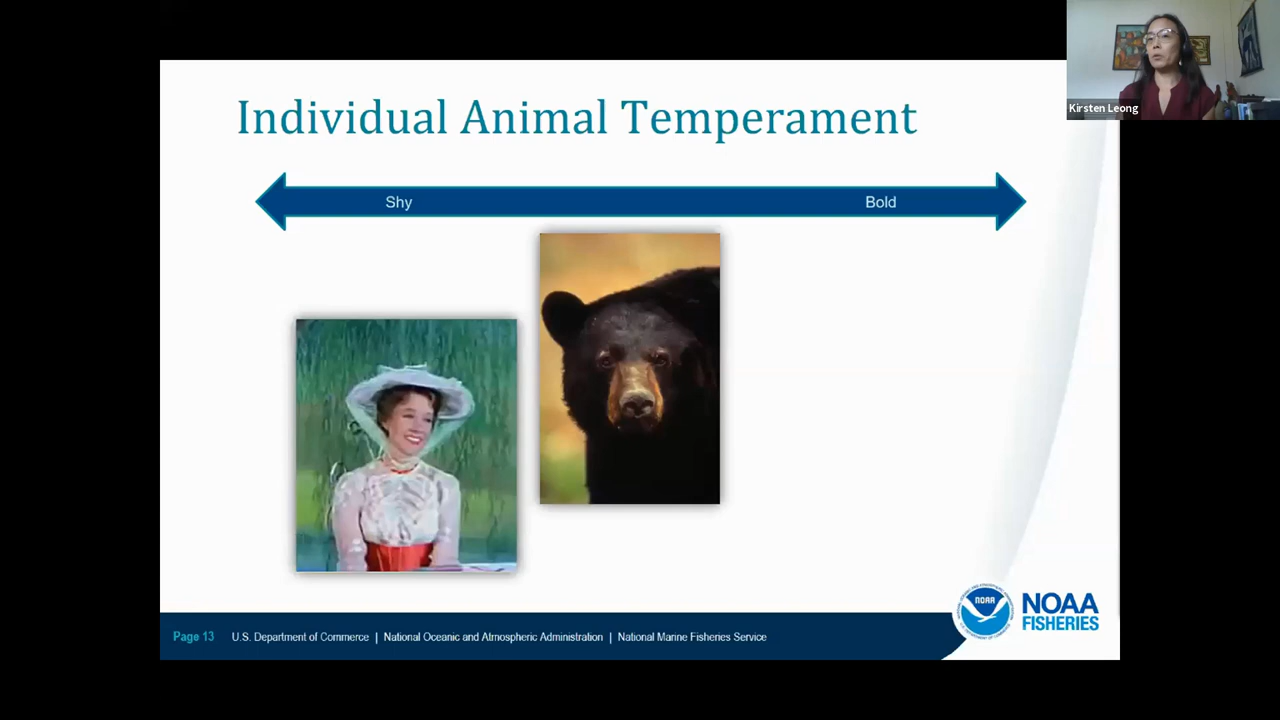 Individual Animal Temperament
Kirsten Leong
Shy
Bold
NOAA
NOAA
FISHERIES
Page 13
U.S. Department of Commerce | National Oceanic and Atmospheric Administration | National Marine Fisheries Service